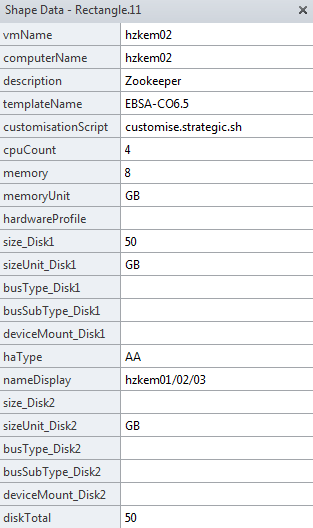 Shape Data - Rectangle.11
vmName hzkem02
computerName hzkem02
description Zookeeper
templateName EBSA-CO6.5
customisationScript customise.strategic.sh
cpuCount 4
memory 8
memoryUnit GB
hardwareProfile
size_Disk1 50
sizeUnit_Disk1 GB
busType_Disk1
busSubType_Disk1
deviceMount_Disk1
haType AA
nameDisplay hzkem01/02/03
size_Disk2
sizeUnit_Disk2 GB
busType_Disk2
busSubType_Disk2
deviceMount_Disk2
diskTotal 50